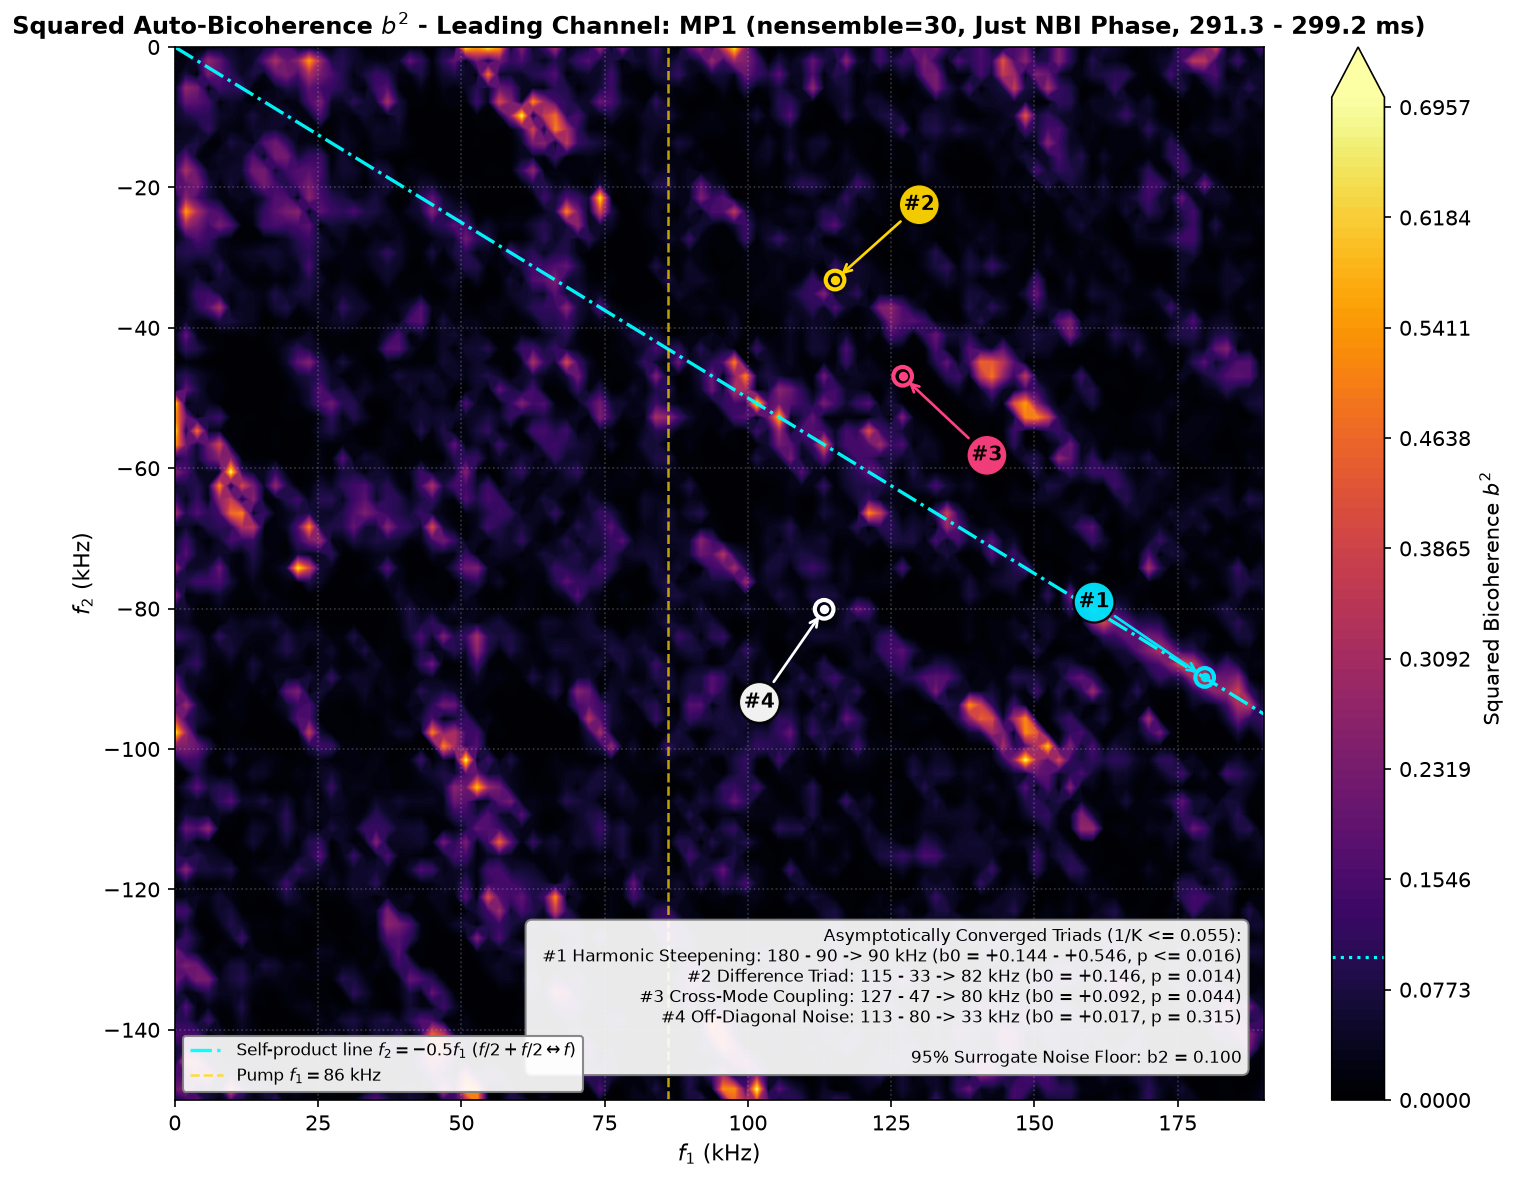 Squared Auto-Bicoherence b² - Leading Channel: MP1 (nensemble=30, Just NBI Phase, 291.3 - 299.2 ms)
0
−20
−40
−60
−80
−100
−120
−140
f₂ (kHz)
#2
#3
#1
#4
Asymptotically Converged Triads (1/K <= 0.055):
#1 Harmonic Steepening: 180 - 90 -> 90 kHz (b0 = +0.144 - +0.546, p <= 0.016)
#2 Difference Triad: 115 - 33 -> 82 kHz (b0 = +0.146, p = 0.014)
#3 Cross-Mode Coupling: 127 - 47 -> 80 kHz (b0 = +0.092, p = 0.044)
#4 Off-Diagonal Noise: 113 - 80 -> 33 kHz (b0 = +0.017, p = 0.315)
95% Surrogate Noise Floor: b2 = 0.100
Self-product line f₂ = −0.5f₁ (f/2 + f/2 ↔ f)
Pump f₁ = 86 kHz
0 25 50 75 100 125 150 175
f₁ (kHz)
0.6957
0.6184
0.5411
0.4638
0.3865
0.3092
0.2319
0.1546
0.0773
0.0000
Squared Bicoherence b²